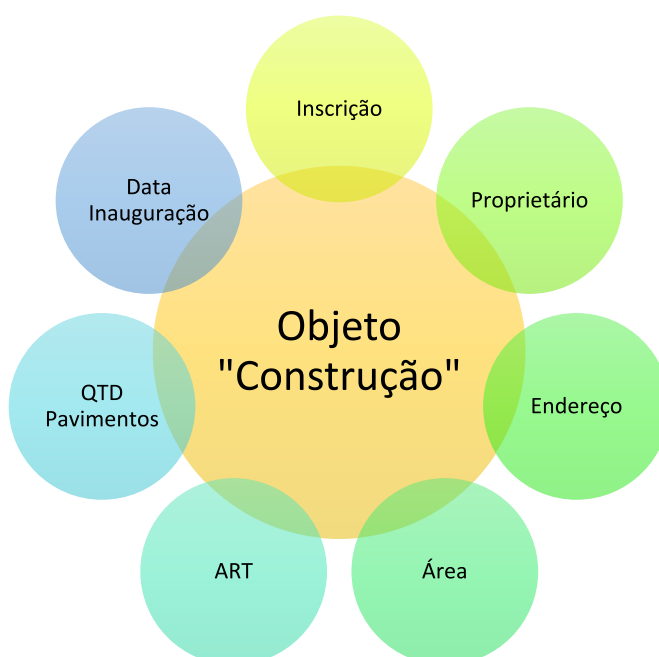 Inscrição
Proprietário
Endereço
Área
ART
QTD
Pavimentos
Data
Inauguração
Objeto
"Construção"